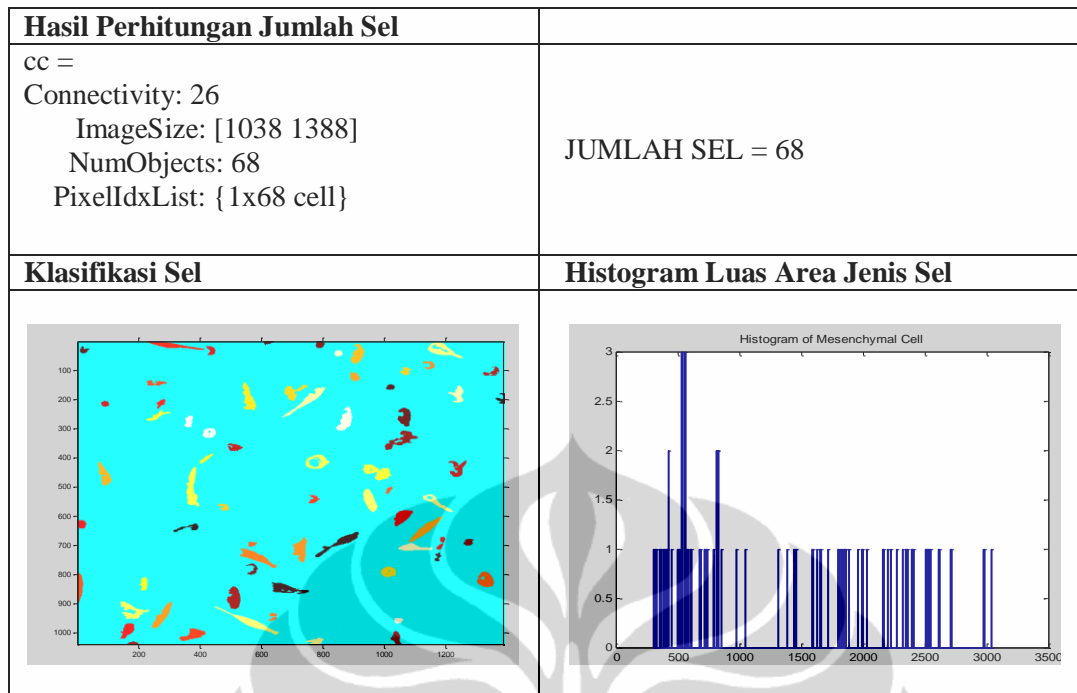 Hasil Perhitungan Jumlah Sel
cc =
Connectivity: 26
ImageSize: [1038 1388]
NumObjects: 68
PixelIdxList: {1x68 cell}
JUMLAH SEL = 68
Klasifikasi Sel
Histogram Luas Area Jenis Sel
100
200
300
400
500
600
700
800
900
1000
200 400 600 800 1000 1200
Histogram of Mesenchymal Cell
3
2.5
2
1.5
1
0.5
0
0 500 1000 1500 2000 2500 3000 3500